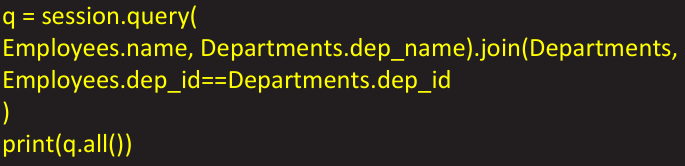 q = session.query(
Employees.name, Departments.dep_name).join(Departments,
Employees.dep_id==Departments.dep_id
)
print(q.all())